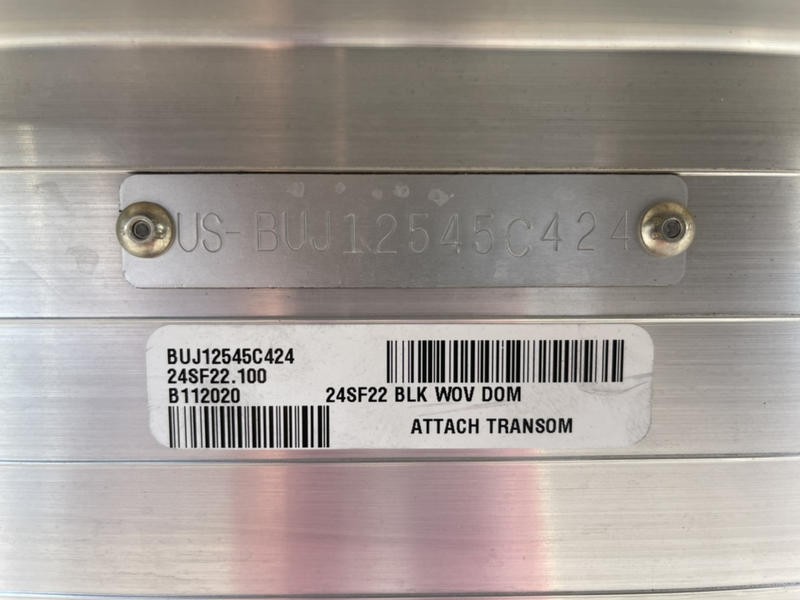 US-BUJ12545C424
BUJ12545C424
24SF22.100
B112020
24SF22 BLK WOV DOM
ATTACH TRANSOM